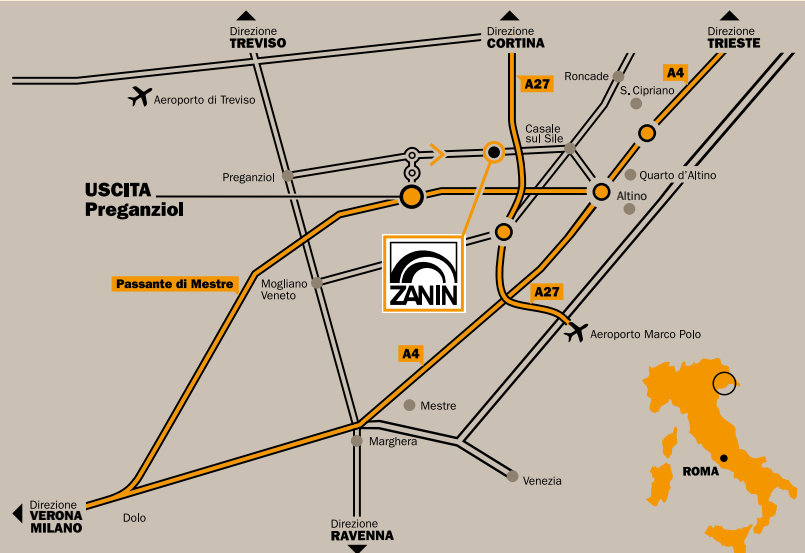 Direzione
TREVISO
Direzione
CORTINA
Direzione
TRIESTE
Roncade
A4
A27
S. Cipriano
Aeroporto di Treviso
Casale
sul Sile
Preganziol
Quarto d'Altino
USCITA
Preganziol
Altino
Passante di Mestre
Mogliano
Veneto
ZANIN
A27
Aeroporto Marco Polo
A4
Mestre
Marghera
ROMA
Venezia
Direzione
VERONA
MILANO
Dolo
Direzione
RAVENNA